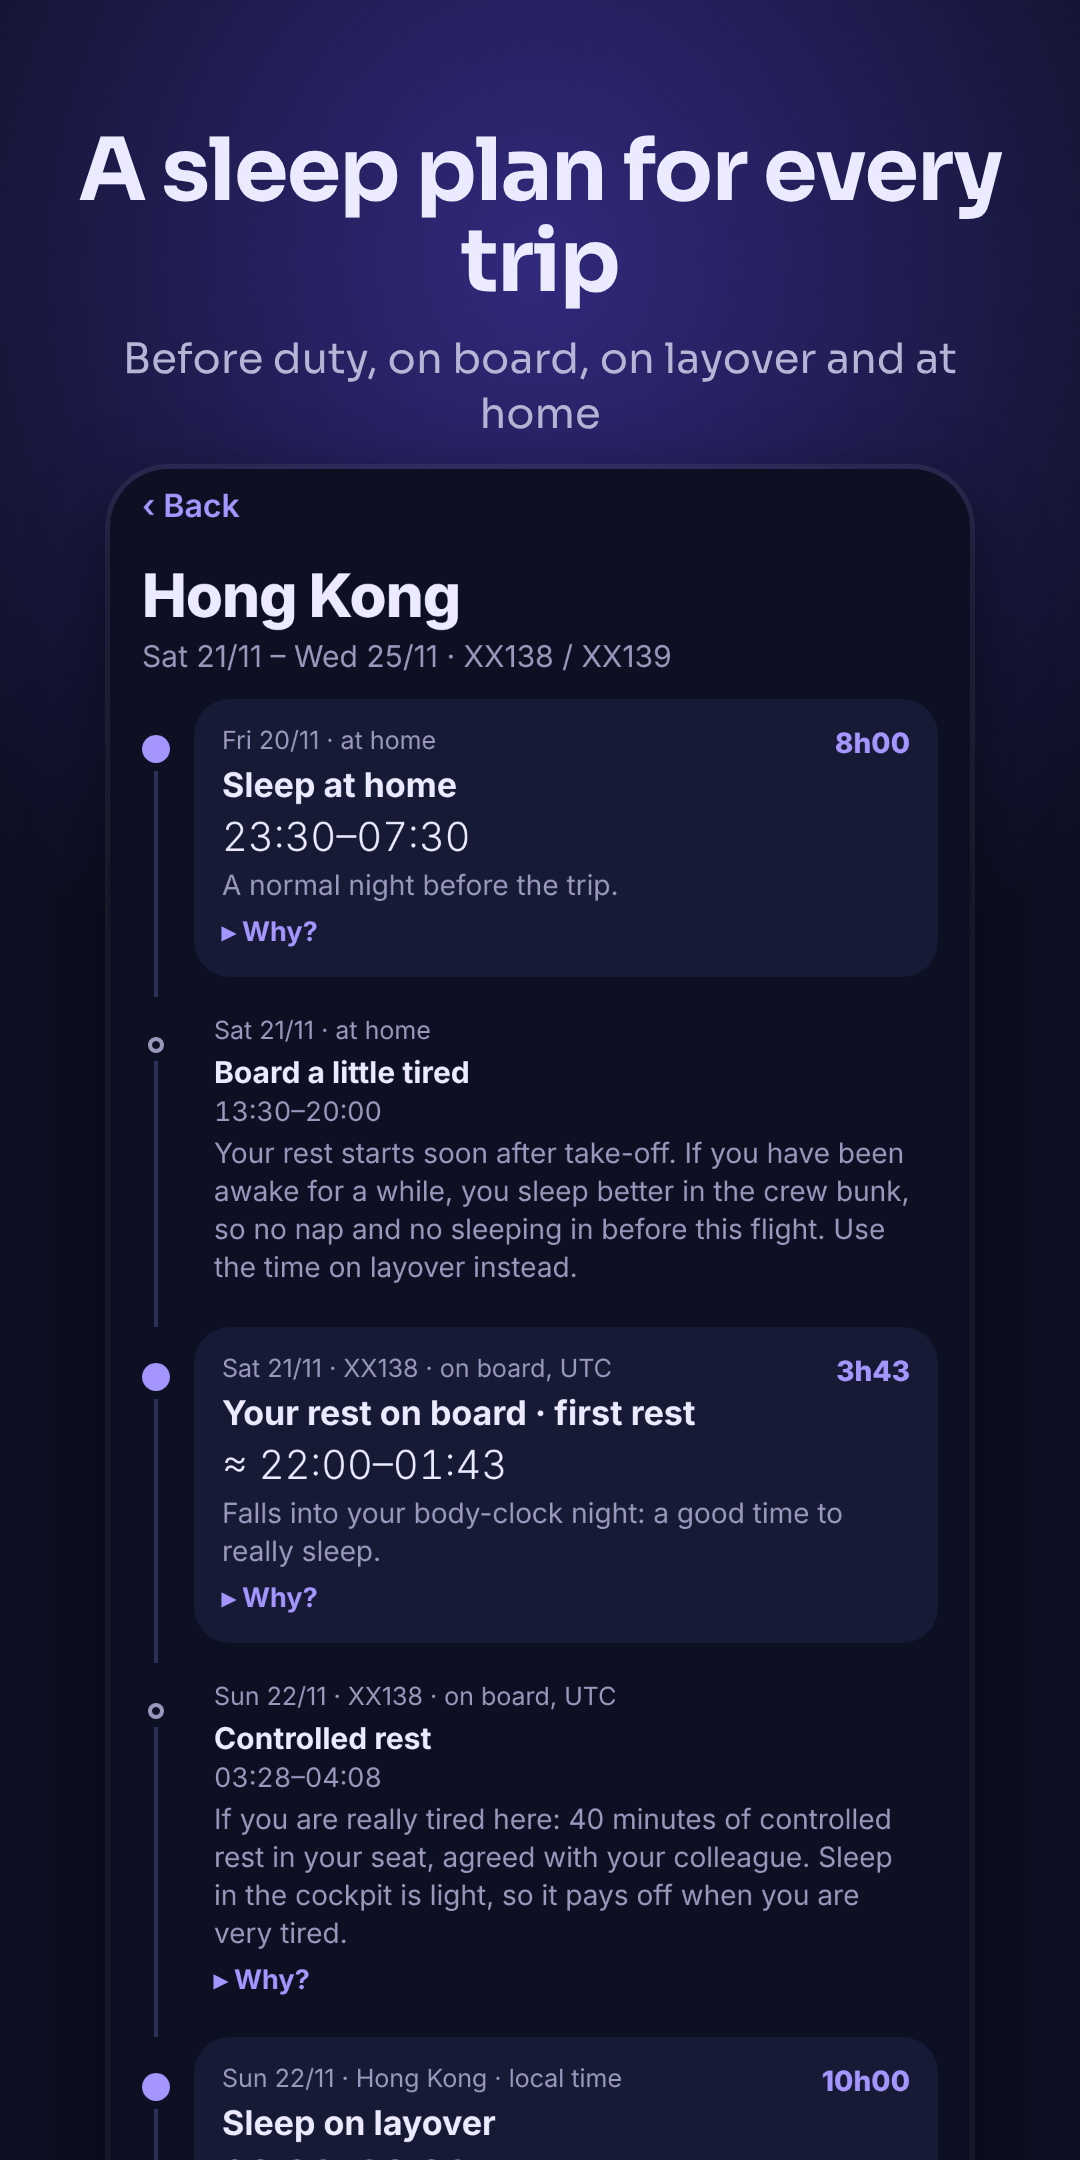 A sleep plan for every
trip
Before duty, on board, on layover and at
home
‹ Back
Hong Kong
Sat 21/11 – Wed 25/11 · XX138 / XX139
Fri 20/11 · at home
8h00
Sleep at home
23:30–07:30
A normal night before the trip.
▸ Why?
Sat 21/11 · at home
Board a little tired
13:30–20:00
Your rest starts soon after take-off. If you have been
awake for a while, you sleep better in the crew bunk,
so no nap and no sleeping in before this flight. Use
the time on layover instead.
Sat 21/11 · XX138 · on board, UTC
3h43
Your rest on board · first rest
≈ 22:00–01:43
Falls into your body-clock night: a good time to
really sleep.
▸ Why?
Sun 22/11 · XX138 · on board, UTC
Controlled rest
03:28–04:08
If you are really tired here: 40 minutes of controlled
rest in your seat, agreed with your colleague. Sleep
in the cockpit is light, so it pays off when you are
very tired.
▸ Why?
Sun 22/11 · Hong Kong · local time
10h00
Sleep on layover